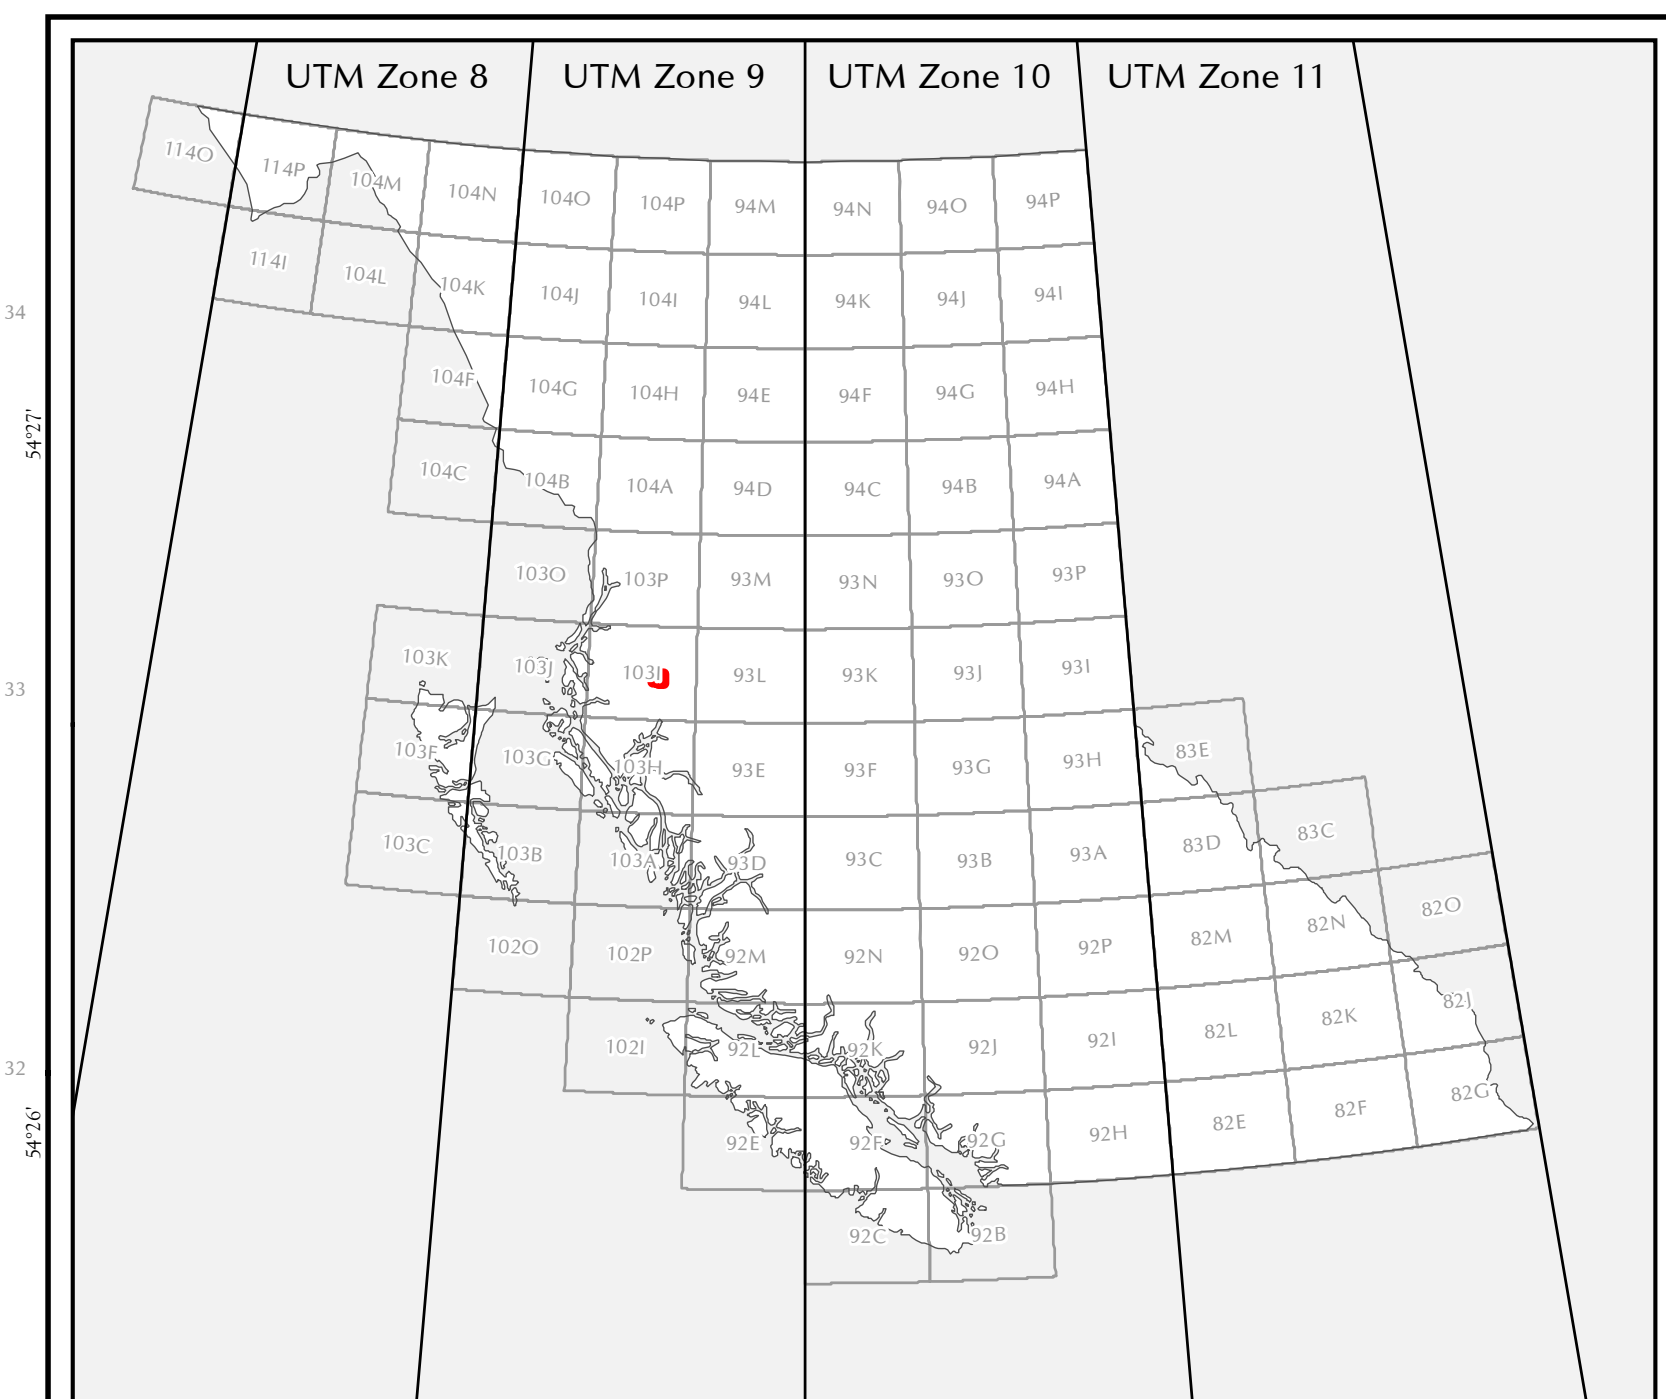 UTM Zone 8 UTM Zone 9 UTM Zone 10 UTM Zone 11
114O 114P 104M 104N 104O 104P 94M 94N 94O 94P
114I 104L 104K 104J 104I 94L 94K 94J 94I
34
104F 104G 104H 94E 94F 94G 94H
54°27'
104C 104B 104A 94D 94C 94B 94A
103O 103P 93M 93N 93O 93P
103K 103J 103I 93L 93K 93J 93I
33
103F 103G 103H 93E 93F 93G 93H 83E
103C 103B 103A 93D 93C 93B 93A 83D 83C
102O 102P 92M 92N 92O 92P 82M 82N 82O
102I 92L 92K 92J 92I 82L 82K 82J
32
54°26'
92E 92F 92G 92H 82E 82F 82G
92C 92B